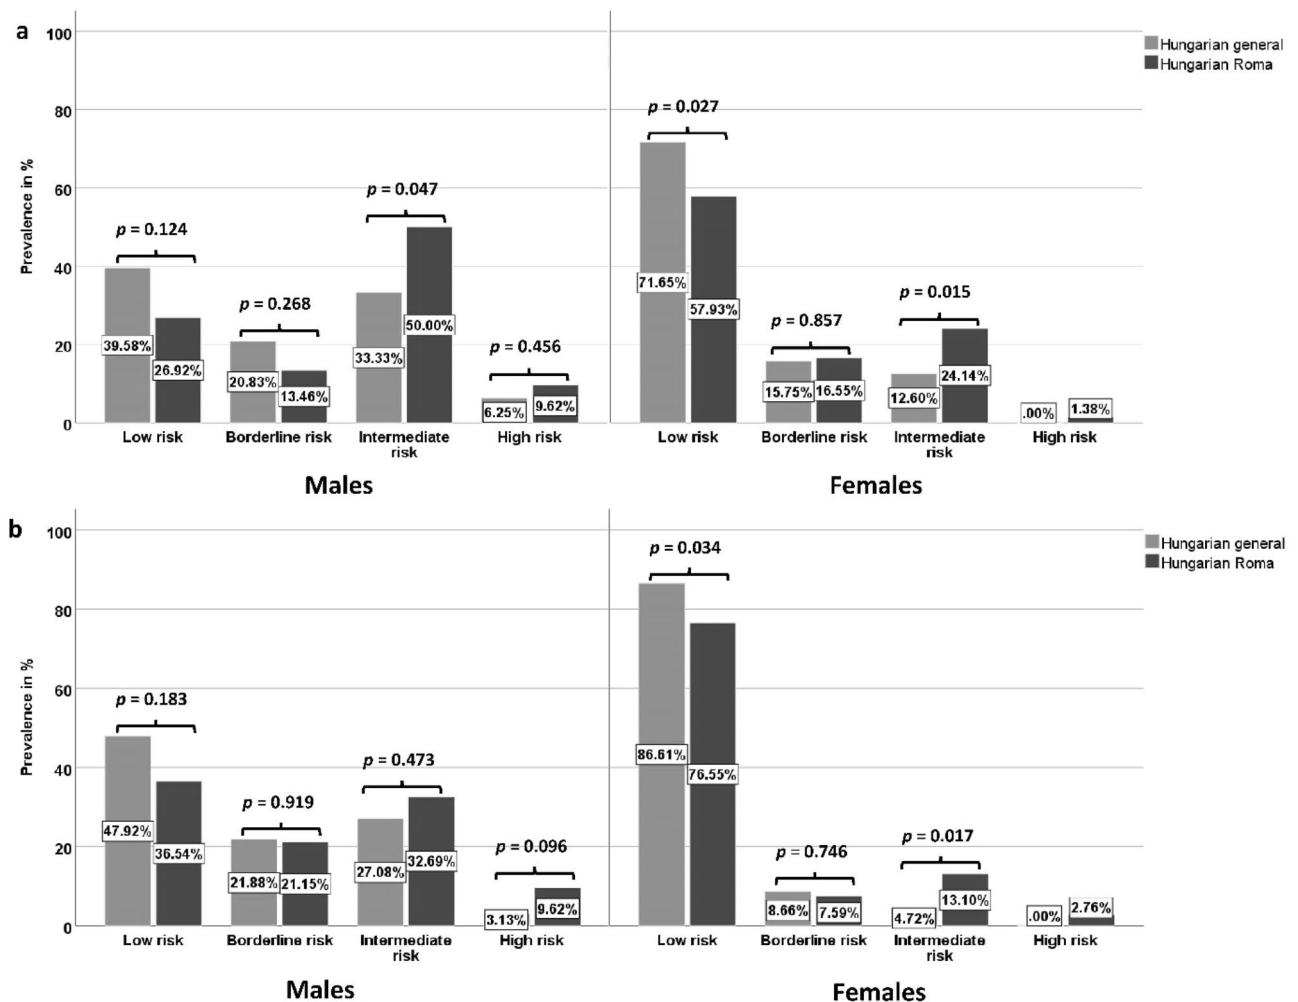 a
100
80
60
40
20
0
Prevalence in %
p = 0.124
p = 0.268
p = 0.047
p = 0.456
39.58%
26.92%
20.83%
13.46%
33.33%
50.00%
6.25%
9.62%
Low risk
Borderline risk
Intermediate
risk
High risk
Males
p = 0.027
p = 0.857
p = 0.015
71.65%
57.93%
15.75%
16.55%
12.60%
24.14%
.00%
1.38%
Low risk
Borderline risk
Intermediate
risk
High risk
Females
Hungarian general
Hungarian Roma
b
100
80
60
40
20
0
Prevalence in %
p = 0.183
p = 0.919
p = 0.473
p = 0.096
47.92%
36.54%
21.88%
21.15%
27.08%
32.69%
3.13%
9.62%
Low risk
Borderline risk
Intermediate
risk
High risk
Males
p = 0.034
p = 0.746
p = 0.017
86.61%
76.55%
8.66%
7.59%
4.72%
13.10%
.00%
2.76%
Low risk
Borderline risk
Intermediate
risk
High risk
Females
Hungarian general
Hungarian Roma